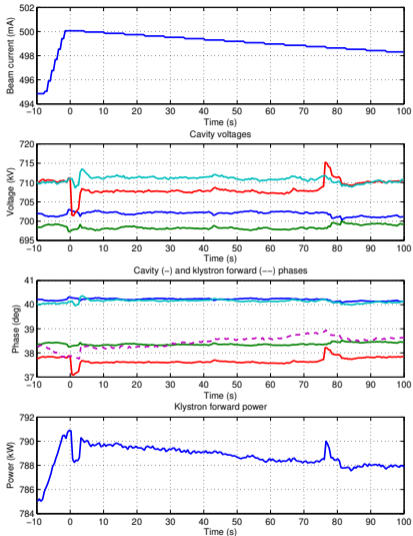 502
500
498
496
494
Beam current (mA)
−10 0 10 20 30 40 50 60 70 80 90 100
Time (s)
Cavity voltages
720
715
710
705
700
695
Voltage (kV)
−10 0 10 20 30 40 50 60 70 80 90 100
Time (s)
Cavity (−) and klystron forward (−−) phases
41
40
39
38
37
Phase (deg)
−10 0 10 20 30 40 50 60 70 80 90 100
Time (s)
Klystron forward power
792
790
788
786
784
Power (kW)
−10 0 10 20 30 40 50 60 70 80 90 100
Time (s)